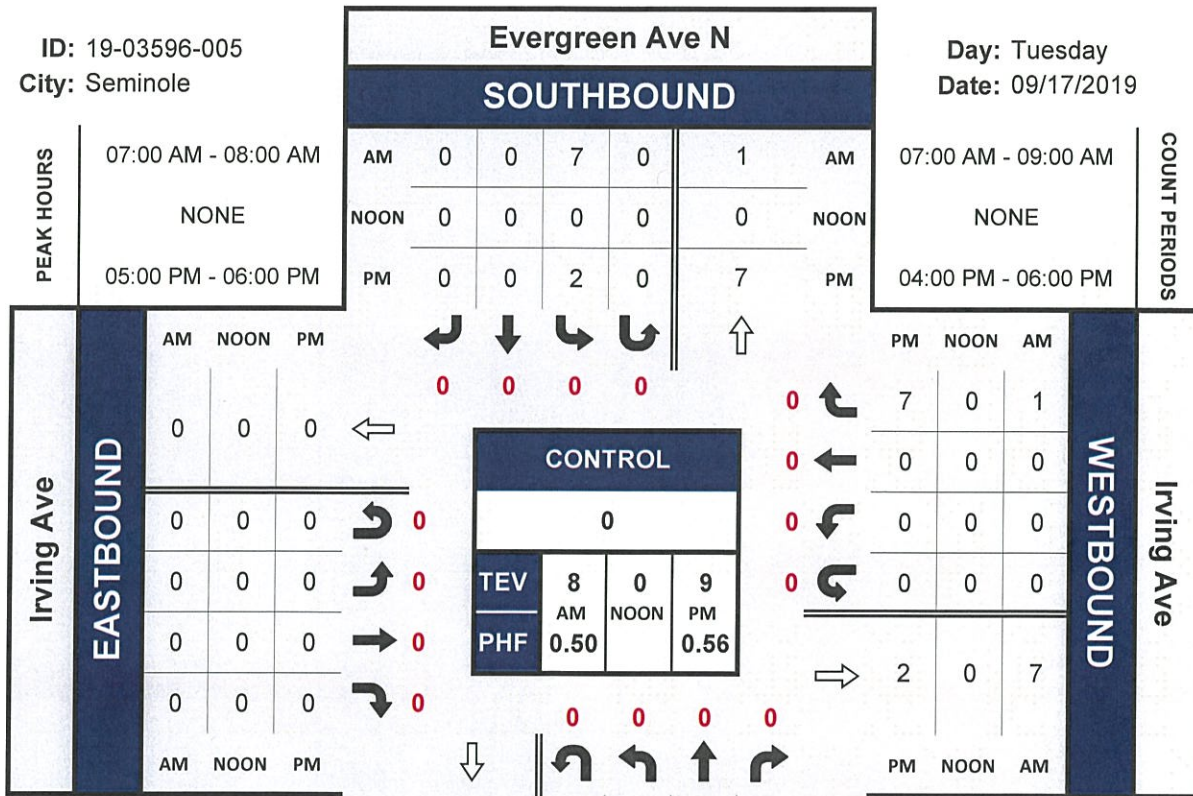 Evergreen Ave N
SOUTHBOUND
ID: 19-03596-005
City: Seminole
Day: Tuesday
Date: 09/17/2019
PEAK HOURS
07:00 AM - 08:00 AM
NONE
05:00 PM - 06:00 PM
AM 0 0 7 0 1 AM
NOON 0 0 0 0 0 NOON
PM 0 0 2 0 7 PM
07:00 AM - 09:00 AM
NONE
04:00 PM - 06:00 PM
COUNT PERIODS
0 0 0 0
Irving Ave
EASTBOUND
AM NOON PM
0 0 0
0 0 0 0
0 0 0 0
0 0 0 0
0 0 0 0
AM NOON PM
CONTROL
0
TEV 8 0 9
AM NOON PM
PHF 0.50 0.56
PM NOON AM
0 7 0 1
0 0 0 0
0 0 0 0
0 0 0 0
2 0 7
PM NOON AM
WESTBOUND
Irving Ave
0 0 0 0